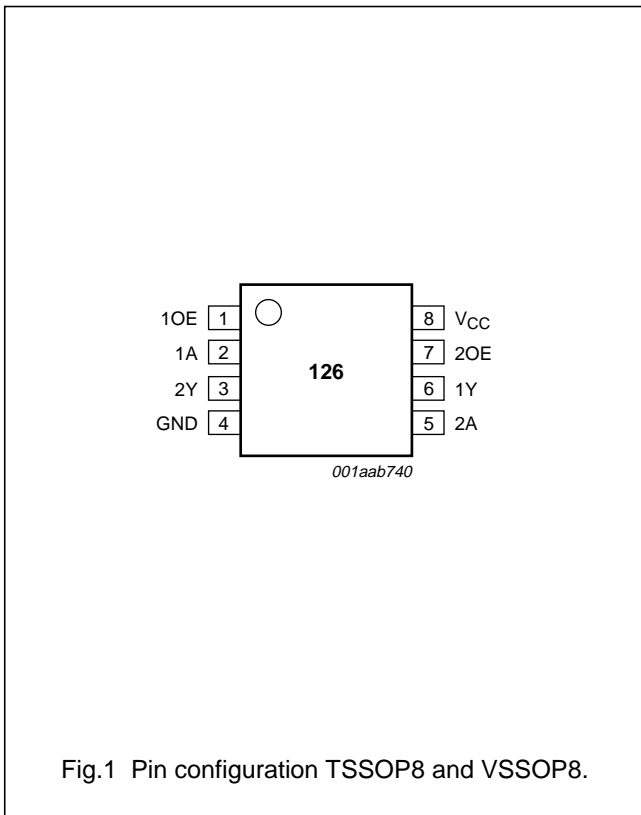 1OE 1 8 VCC
1A 2 7 2OE
126
2Y 3 6 1Y
GND 4 5 2A
001aab740
Fig.1 Pin configuration TSSOP8 and VSSOP8.